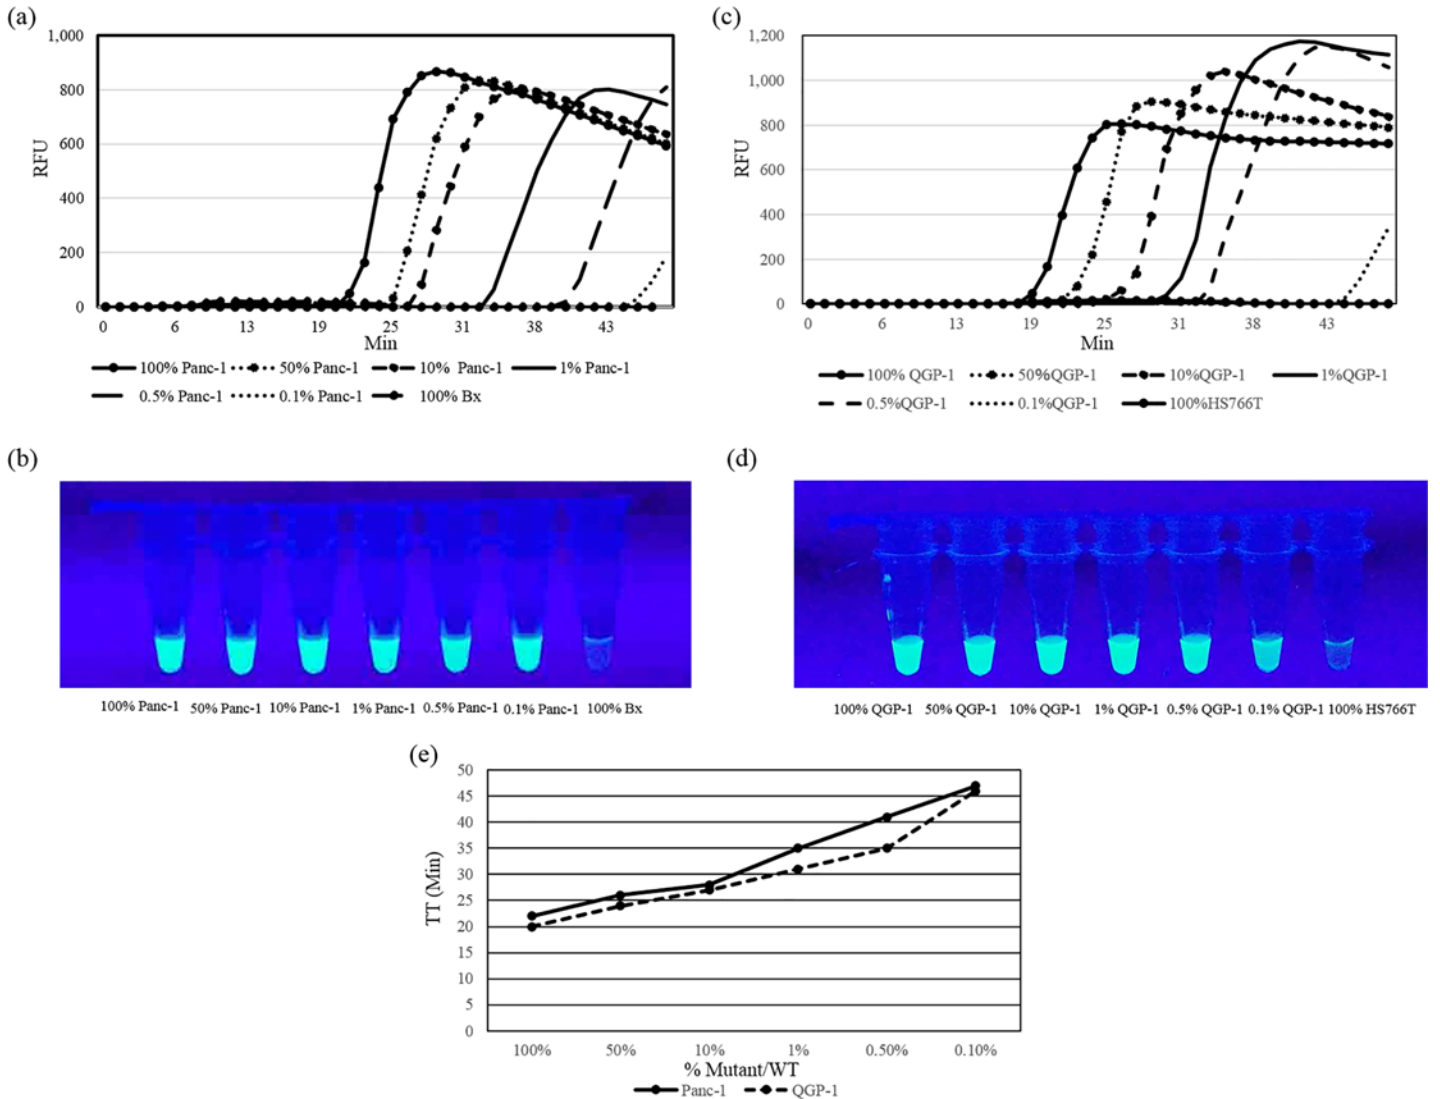 (a)
1,000
800
600
400
200
0
RFU
0 6 13 19 25 31 38 43
Min
100% Panc-1 50% Panc-1 10% Panc-1 1% Panc-1
0.5% Panc-1 0.1% Panc-1 100% Bx
(c)
1,200
1,000
800
600
400
200
0
RFU
0 6 13 19 25 31 38 43
Min
100% QGP-1 50%QGP-1 10%QGP-1 1%QGP-1
0.5%QGP-1 0.1%QGP-1 100%HS766T
(b)
100% Panc-1 50% Panc-1 10% Panc-1 1% Panc-1 0.5% Panc-1 0.1% Panc-1 100% Bx
(d)
100% QGP-1 50% QGP-1 10% QGP-1 1% QGP-1 0.5% QGP-1 0.1% QGP-1 100% HS766T
(e)
50
45
40
35
30
25
20
15
10
5
0
TT (Min)
100% 50% 10% 1% 0.50% 0.10%
% Mutant/WT
Panc-1 QGP-1